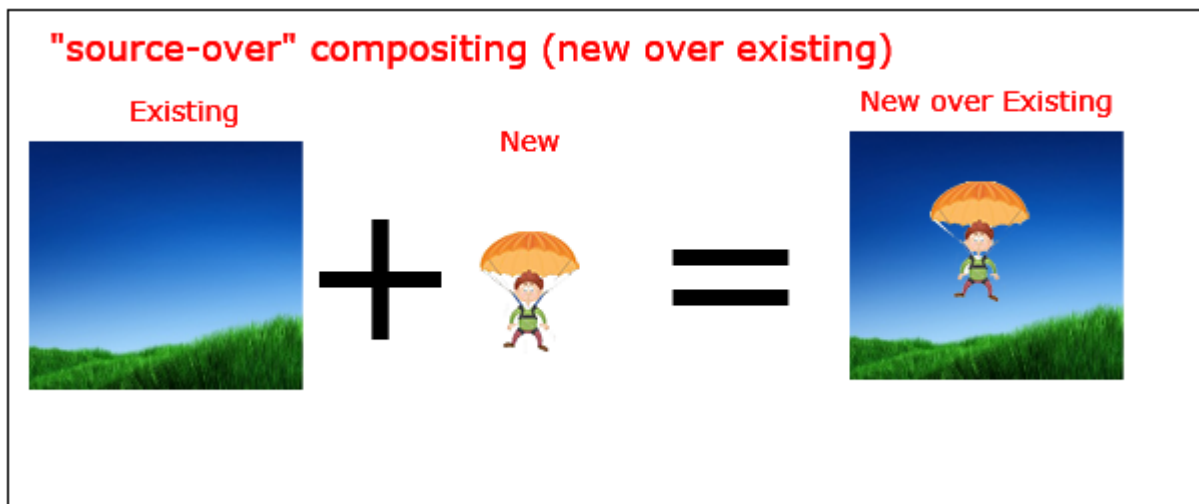 "source-over" compositing (new over existing)
Existing
New
New over Existing